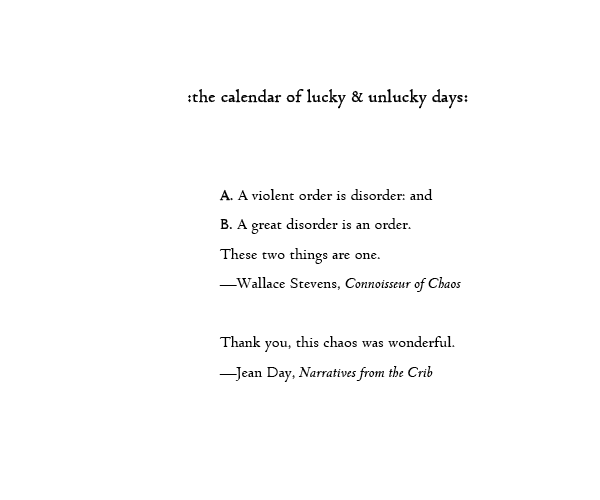 :the calendar of lucky & unlucky days:
A. A violent order is disorder: and
B. A great disorder is an order.
These two things are one.
—Wallace Stevens, Connoisseur of Chaos
Thank you, this chaos was wonderful.
—Jean Day, Narratives from the Crib